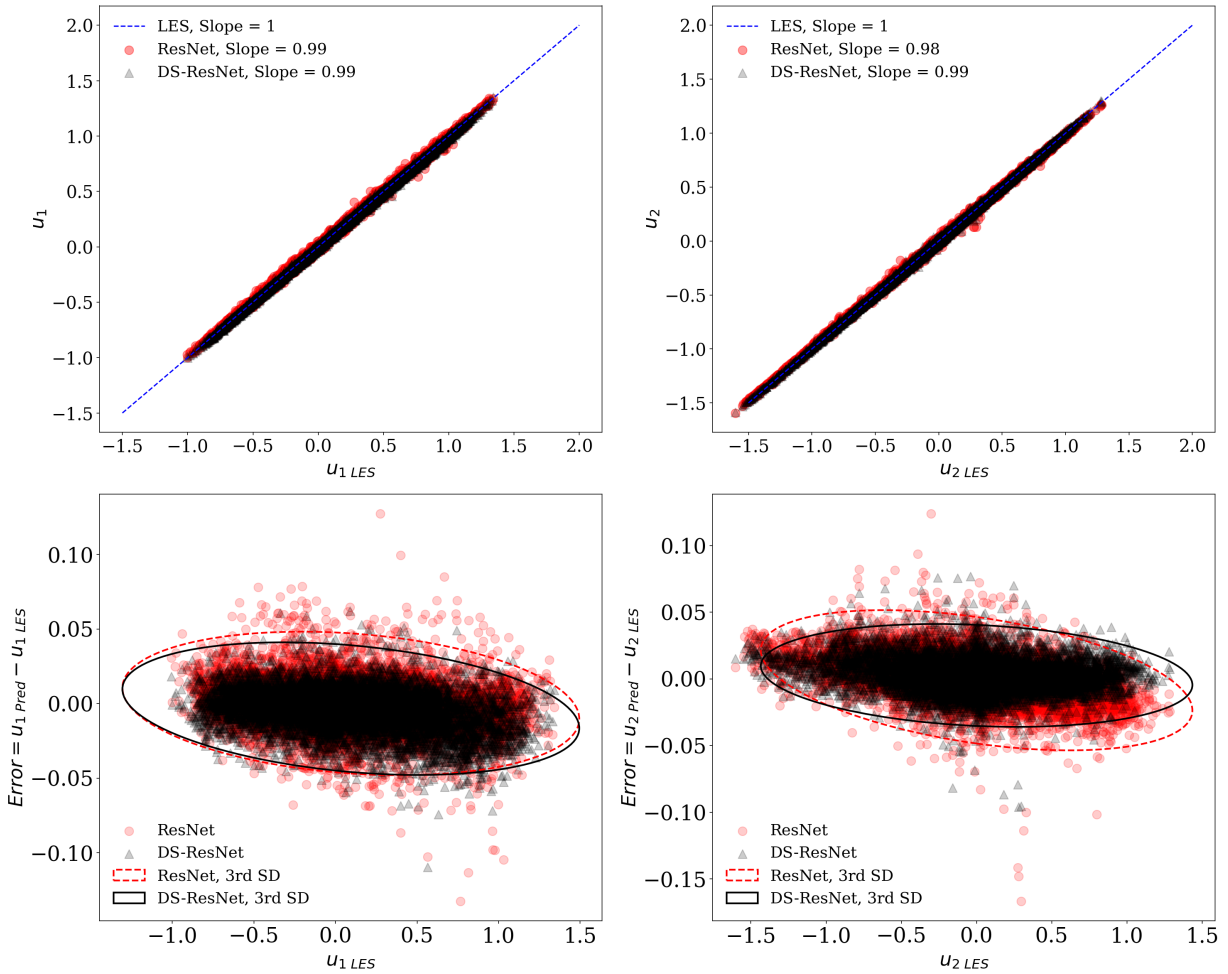 LES, Slope = 1
ResNet, Slope = 0.99
DS-ResNet, Slope = 0.99
2.0
1.5
1.0
0.5
0.0
−0.5
−1.0
−1.5
u1
−1.5 −1.0 −0.5 0.0 0.5 1.0 1.5 2.0
u1 LES
LES, Slope = 1
ResNet, Slope = 0.98
DS-ResNet, Slope = 0.99
2.0
1.5
1.0
0.5
0.0
−0.5
−1.0
−1.5
u2
−1.5 −1.0 −0.5 0.0 0.5 1.0 1.5 2.0
u2 LES
0.10
0.05
0.00
−0.05
−0.10
Error = u1 Pred − u1 LES
ResNet
DS-ResNet
ResNet, 3rd SD
DS-ResNet, 3rd SD
−1.0 −0.5 0.0 0.5 1.0 1.5
u1 LES
0.10
0.05
0.00
−0.05
−0.10
−0.15
Error = u2 Pred − u2 LES
ResNet
DS-ResNet
ResNet, 3rd SD
DS-ResNet, 3rd SD
−1.5 −1.0 −0.5 0.0 0.5 1.0 1.5
u2 LES